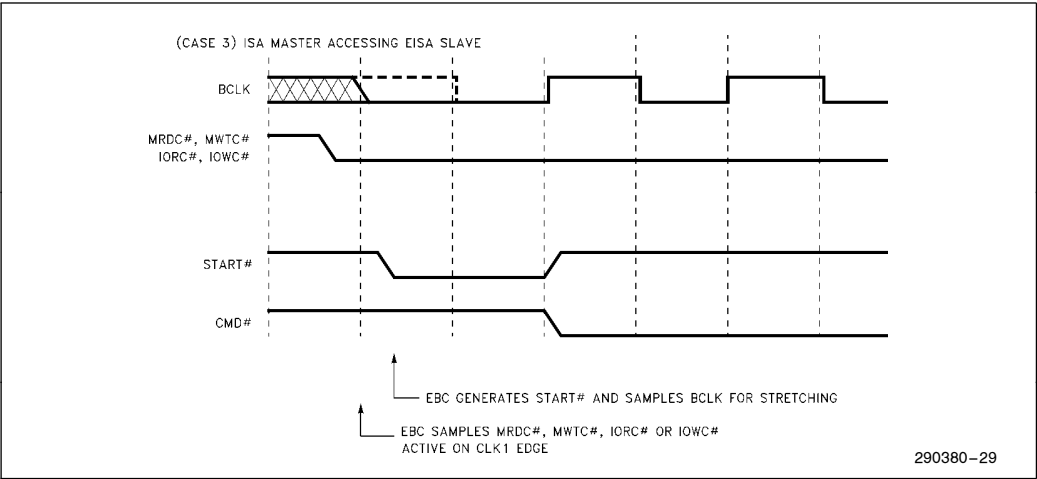 (CASE 3) ISA MASTER ACCESSING EISA SLAVE
BCLK
MRDC#, MWTC#
IORC#, IOWC#
START#
CMD#
EBC GENERATES START# AND SAMPLES BCLK FOR STRETCHING
EBC SAMPLES MRDC#, MWTC#, IORC# OR IOWC#
ACTIVE ON CLK1 EDGE
290380–29